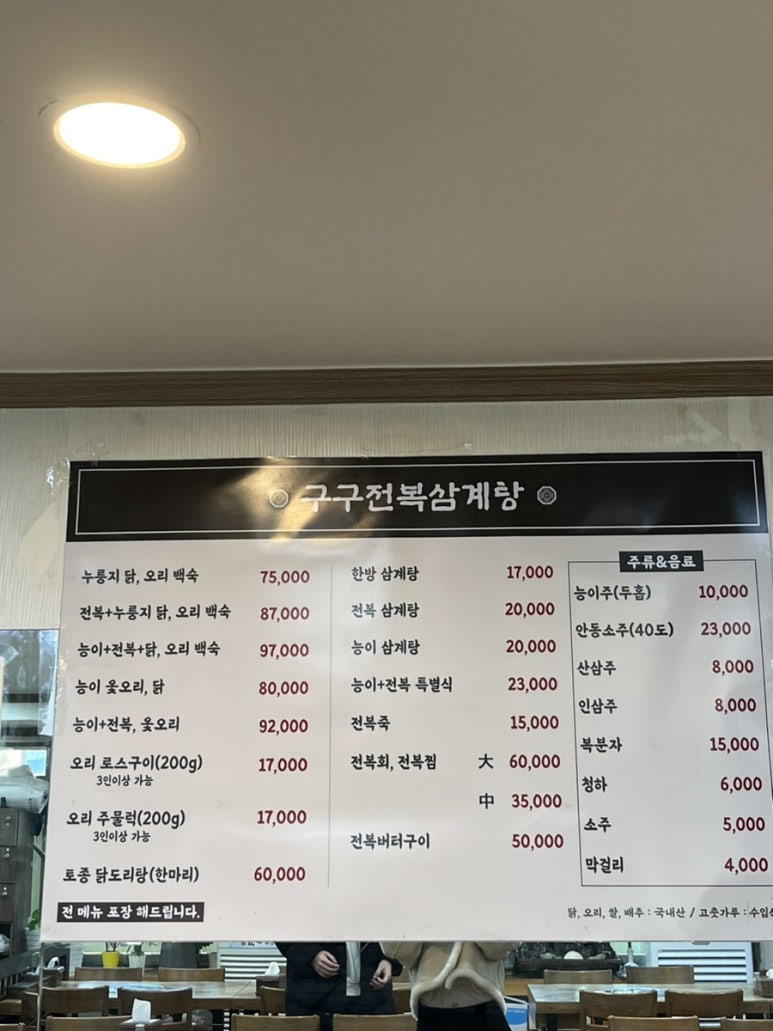 구구전복삼계탕
누룽지 닭, 오리 백숙 75,000
전복+누룽지 닭, 오리 백숙 87,000
능이+전복+닭, 오리 백숙 97,000
능이 옻오리, 닭 80,000
능이+전복, 옻오리 92,000
오리 로스구이(200g) 17,000
3인이상 가능
오리 주물럭(200g) 17,000
3인이상 가능
토종 닭도리탕(한마리) 60,000
전 메뉴 포장 해드립니다.
한방 삼계탕 17,000
전복 삼계탕 20,000
능이 삼계탕 20,000
능이+전복 특별식 23,000
전복죽 15,000
전복회, 전복찜 大 60,000
中 35,000
전복버터구이 50,000
주류&음료
능이주(두홉) 10,000
안동소주(40도) 23,000
산삼주 8,000
인삼주 8,000
복분자 15,000
청하 6,000
소주 5,000
막걸리 4,000
닭, 오리, 쌀, 배추 : 국내산 / 고춧가루 : 수입